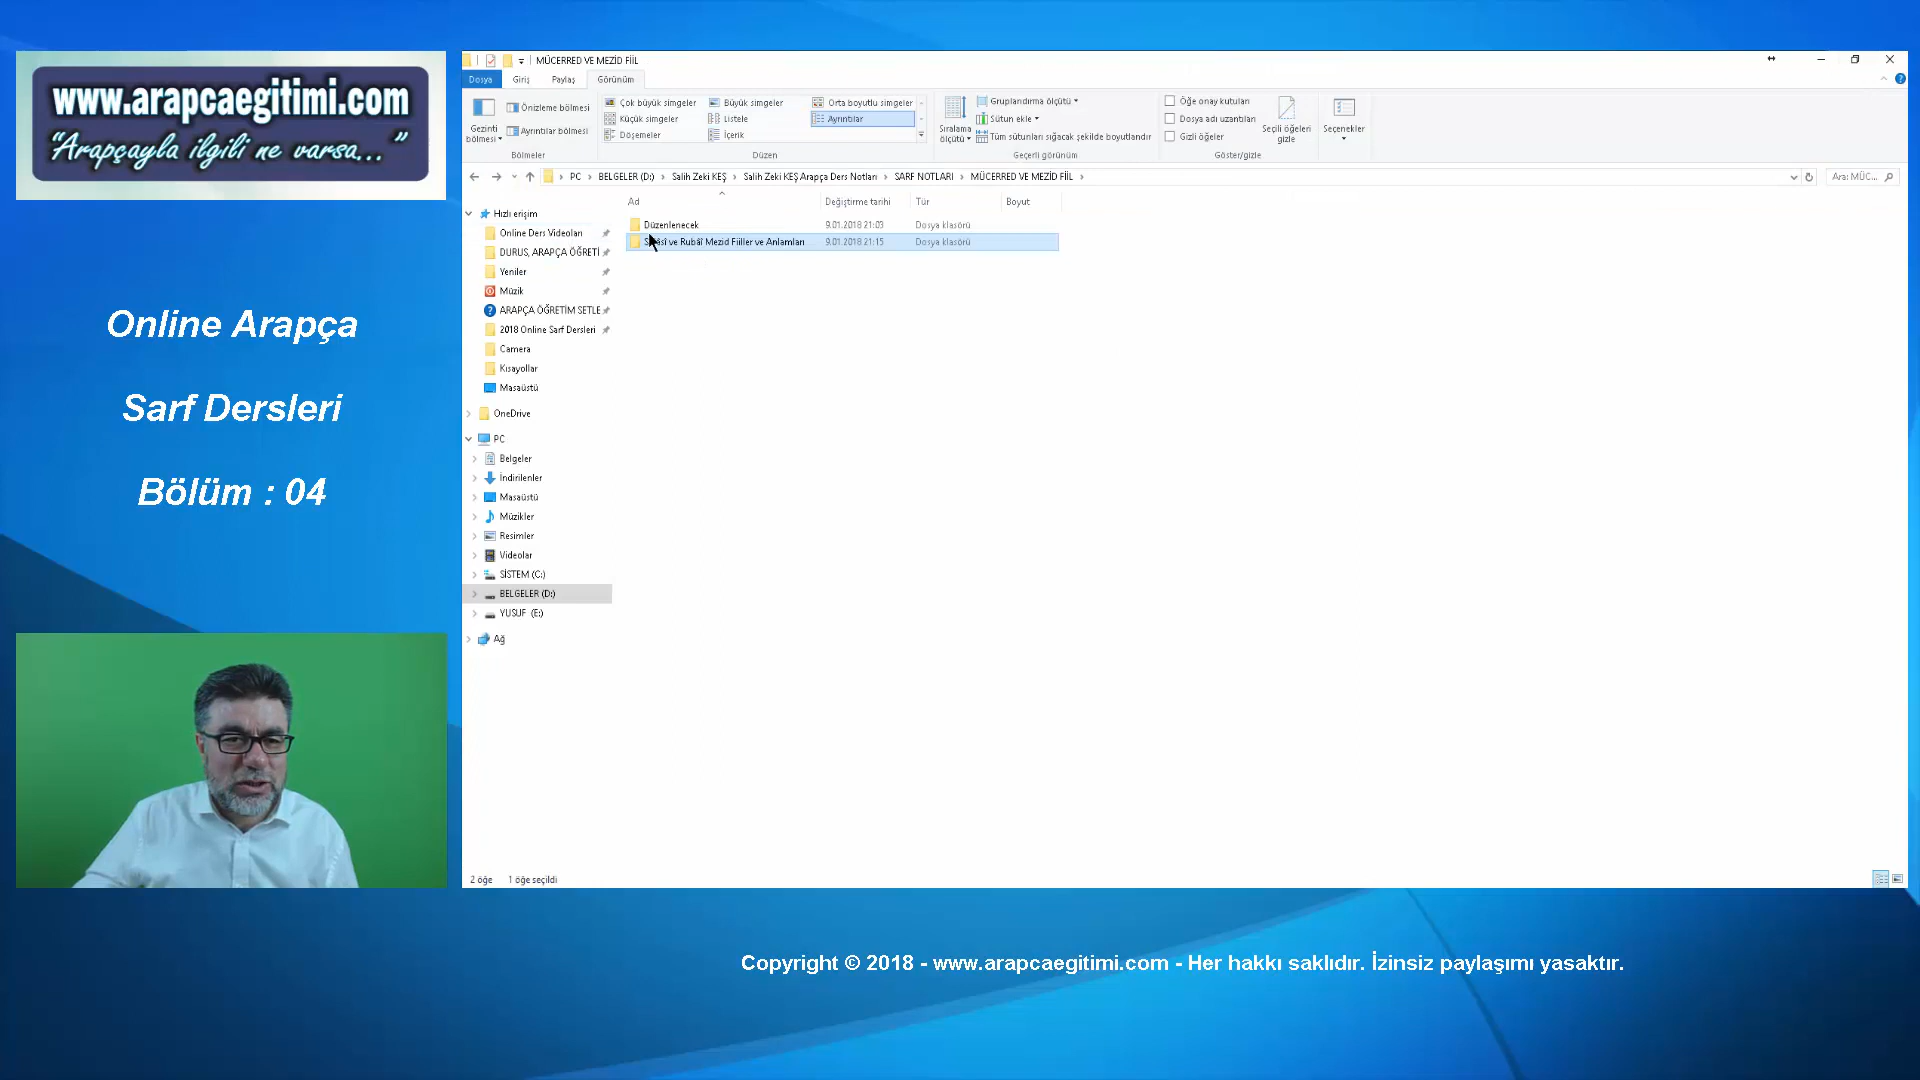 www.arapcaegitimi.com
“Arapçayla ilgili ne varsa...”
Online Arapça
Sarf Dersleri
Bölüm : 04
MÜCERRED VE MEZİD FİİL
Dosya Giriş Paylaş Görünüm
Gezinti bölmesi
Önizleme bölmesi
Ayrıntılar bölmesi
Bölmeler
Çok büyük simgeler Büyük simgeler Orta boyutlu simgeler
Küçük simgeler Listele Ayrıntılar
Döşemeler İçerik
Düzen
Sıralama ölçütü
Gruplandırma ölçütü
Sütun ekle
Tüm sütunları sığacak şekilde boyutlandır
Geçerli görünüm
Öğe onay kutuları
Dosya adı uzantıları
Gizli öğeler
Seçili öğeleri gizle
Göster/gizle
Seçenekler
PC BELGELER (D:) Salih Zeki KEŞ Salih Zeki KEŞ Arapça Ders Notları SARF NOTLARI MÜCERRED VE MEZİD FİİL
Ara: MÜC...
Ad Değiştirme tarihi Tür Boyut
Düzenlenecek 9.01.2018 21:03 Dosya klasörü
ve Rubâî Mezid Fiiller ve Anlamları 9.01.2018 21:15 Dosya klasörü
Hızlı erişim
Online Ders Videoları
DURUS, ARAPÇA ÖĞRETİ
Yeniler
Müzik
ARAPÇA ÖĞRETİM SETLE
2018 Online Sarf Dersleri
Camera
Kısayollar
Masaüstü
OneDrive
PC
Belgeler
İndirilenler
Masaüstü
Müzikler
Resimler
Videolar
SİSTEM (C:)
BELGELER (D:)
YUSUF (E:)
Ağ
2 öğe 1 öğe seçildi
Copyright © 2018 - www.arapcaegitimi.com - Her hakkı saklıdır. İzinsiz paylaşımı yasaktır.